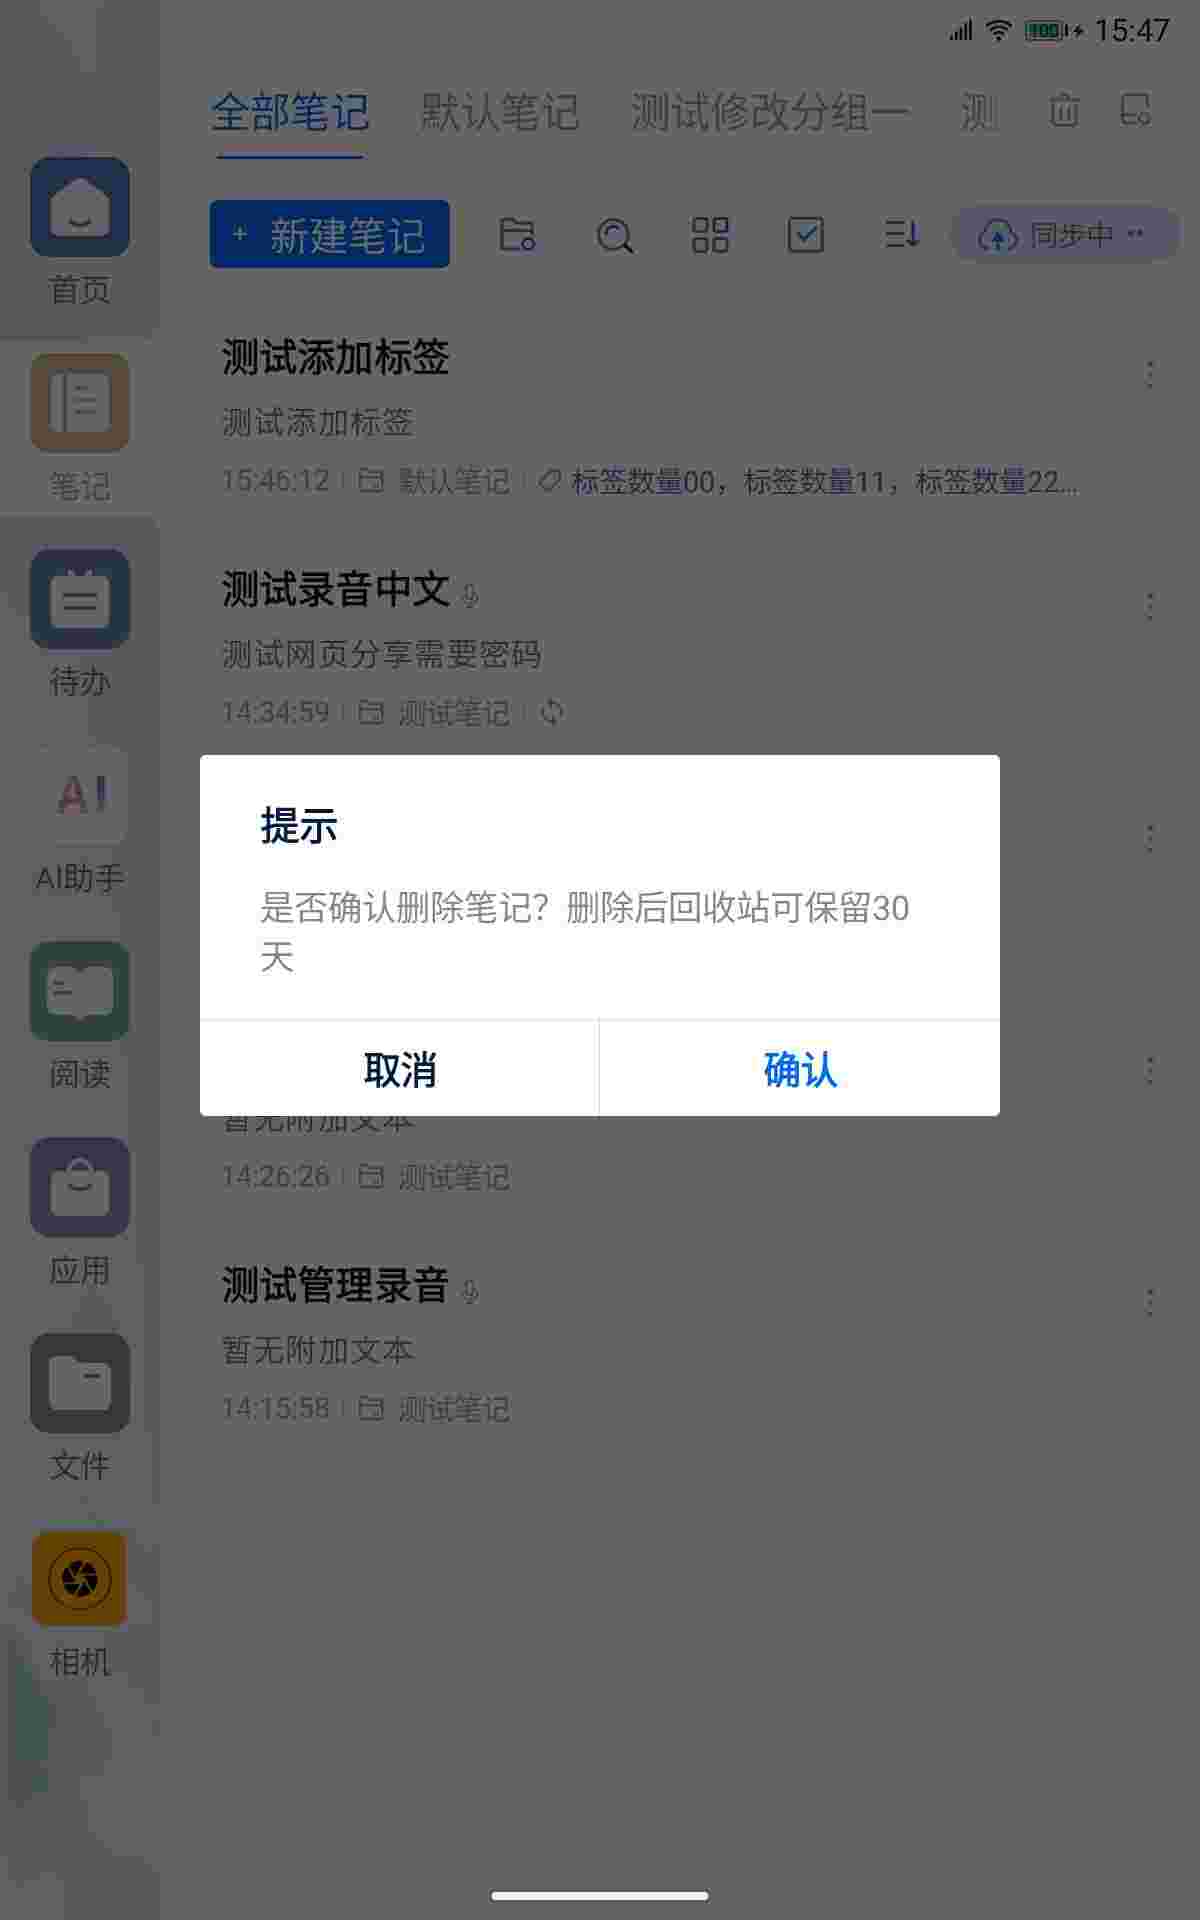 100 15:47
全部笔记 默认笔记 测试修改分组一 测
+ 新建笔记 同步中
首页
笔记
待办
AI
AI助手
阅读
应用
文件
相机
测试添加标签
测试添加标签
15:46:12 默认笔记 标签数量00，标签数量11，标签数量22...
测试录音中文
测试网页分享需要密码
14:34:59 测试笔记
提示
是否确认删除笔记？删除后回收站可保留30
天
取消 确认
暂无附加文本
14:26:26 测试笔记
测试管理录音
暂无附加文本
14:15:58 测试笔记